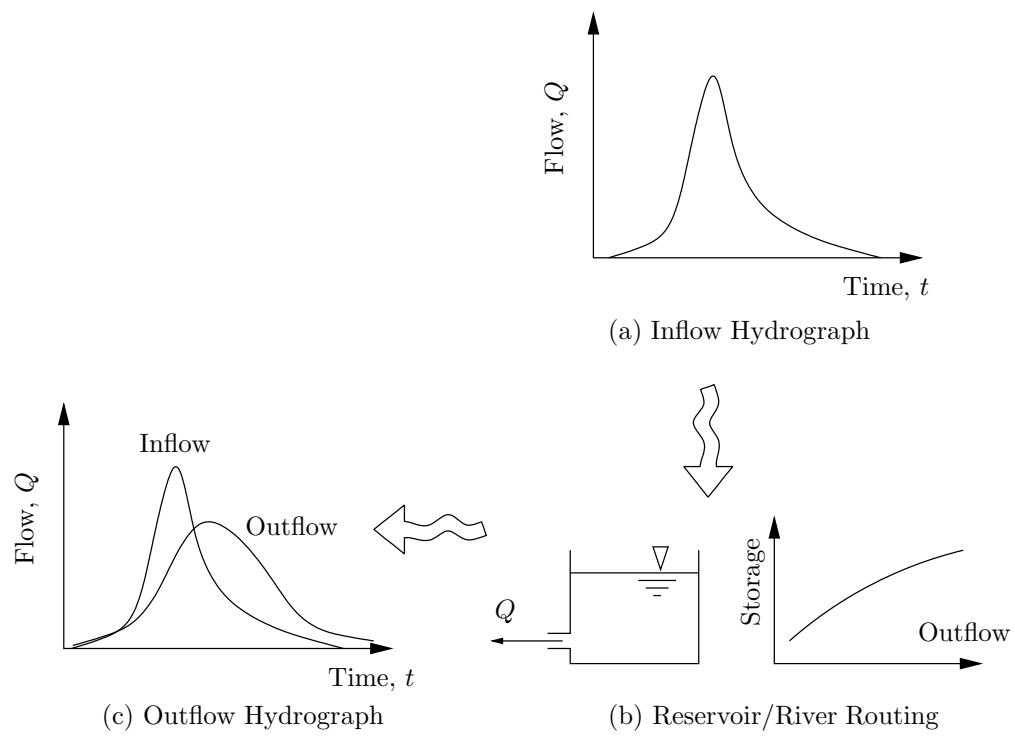 Flow, Q
Time, t
(a) Inflow Hydrograph
Inflow
Outflow
Flow, Q
Time, t
(c) Outflow Hydrograph
Q
Storage
Outflow
(b) Reservoir/River Routing